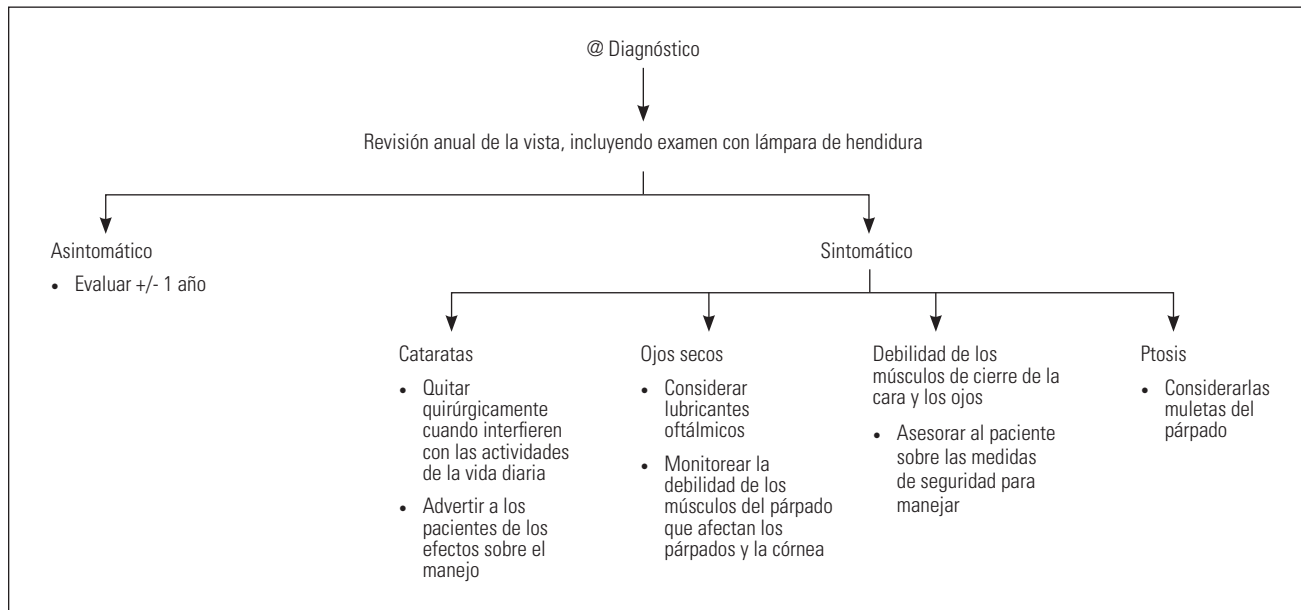 @ Diagnóstico
Revisión anual de la vista, incluyendo examen con lámpara de hendidura
Asintomático
• Evaluar +/- 1 año
Sintomático
Cataratas
• Quitar
quirúrgicamente
cuando interfieren
con las actividades
de la vida diaria
• Advertir a los
pacientes de los
efectos sobre el
manejo
Ojos secos
• Considerar
lubricantes
oftálmicos
• Monitorear la
debilidad de los
músculos del párpado
que afectan los
párpados y la córnea
Debilidad de los
músculos de cierre de la
cara y los ojos
• Asesorar al paciente
sobre las medidas
de seguridad para
manejar
Ptosis
• Considerarlas
muletas del
párpado